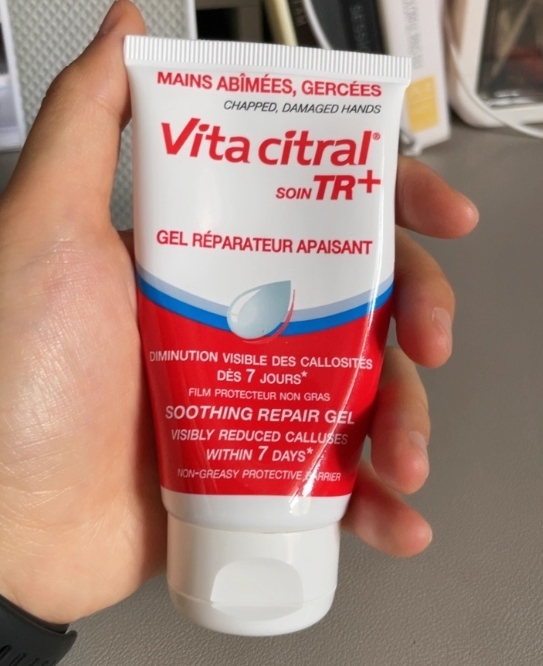 MAINS ABÎMÉES, GERCÉES
CHAPPED, DAMAGED HANDS
Vita citral®
SOIN TR+
GEL RÉPARATEUR APAISANT
DIMINUTION VISIBLE DES CALLOSITÉS
DÈS 7 JOURS*
FILM PROTECTEUR NON GRAS
SOOTHING REPAIR GEL
VISIBLY REDUCED CALLUSES
WITHIN 7 DAYS*
NON-GREASY PROTECTIVE BARRIER